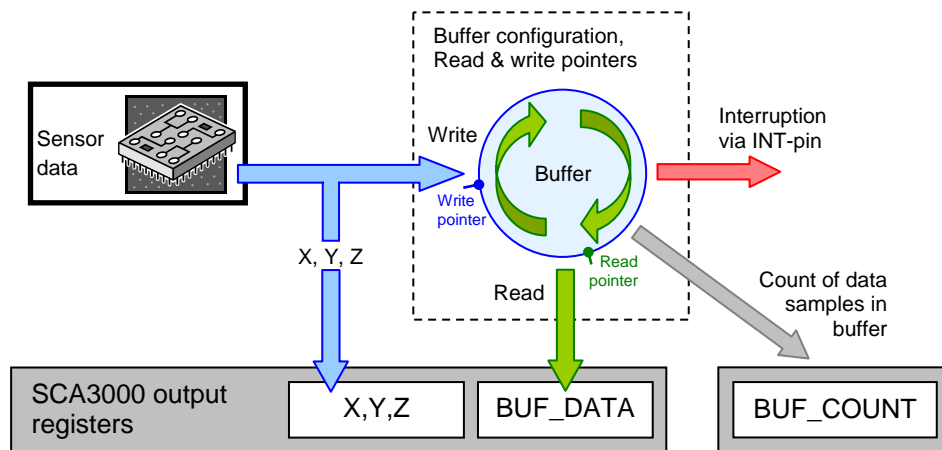 Buffer configuration,
Read & write pointers
Sensor
data
Write
Buffer
Interruption
via INT-pin
Write
pointer
X, Y, Z
Read
pointer
Read
Count of data
samples in
buffer
SCA3000 output
registers
X,Y,Z
BUF_DATA
BUF_COUNT